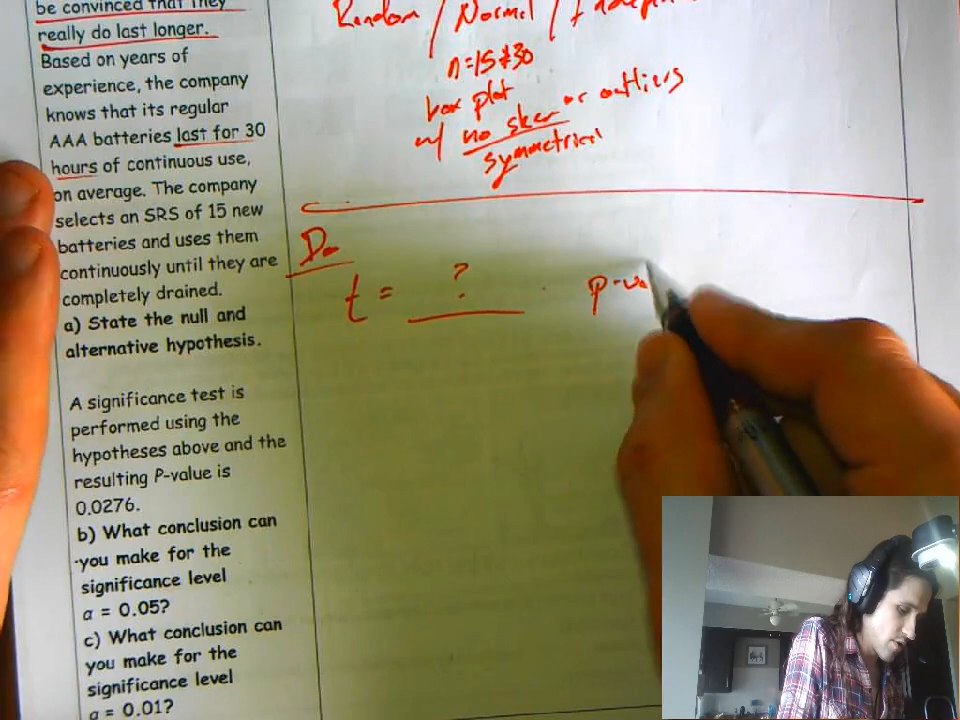 be convinced that they
really do last longer.
Based on years of
experience, the company
knows that its regular
AAA batteries last for 30
hours of continuous use,
on average. The company
selects an SRS of 15 new
batteries and uses them
continuously until they are
completely drained.
a) State the null and
alternative hypothesis.
A significance test is
performed using the
hypotheses above and the
resulting P-value is
0.0276.
b) What conclusion can
you make for the
significance level
α = 0.05?
c) What conclusion can
you make for the
significance level
α = 0.01?
Random / Normal /
n=15≱30
box plot
w/ no skew or outliers
symmetrical
Do
t = ?
p-va